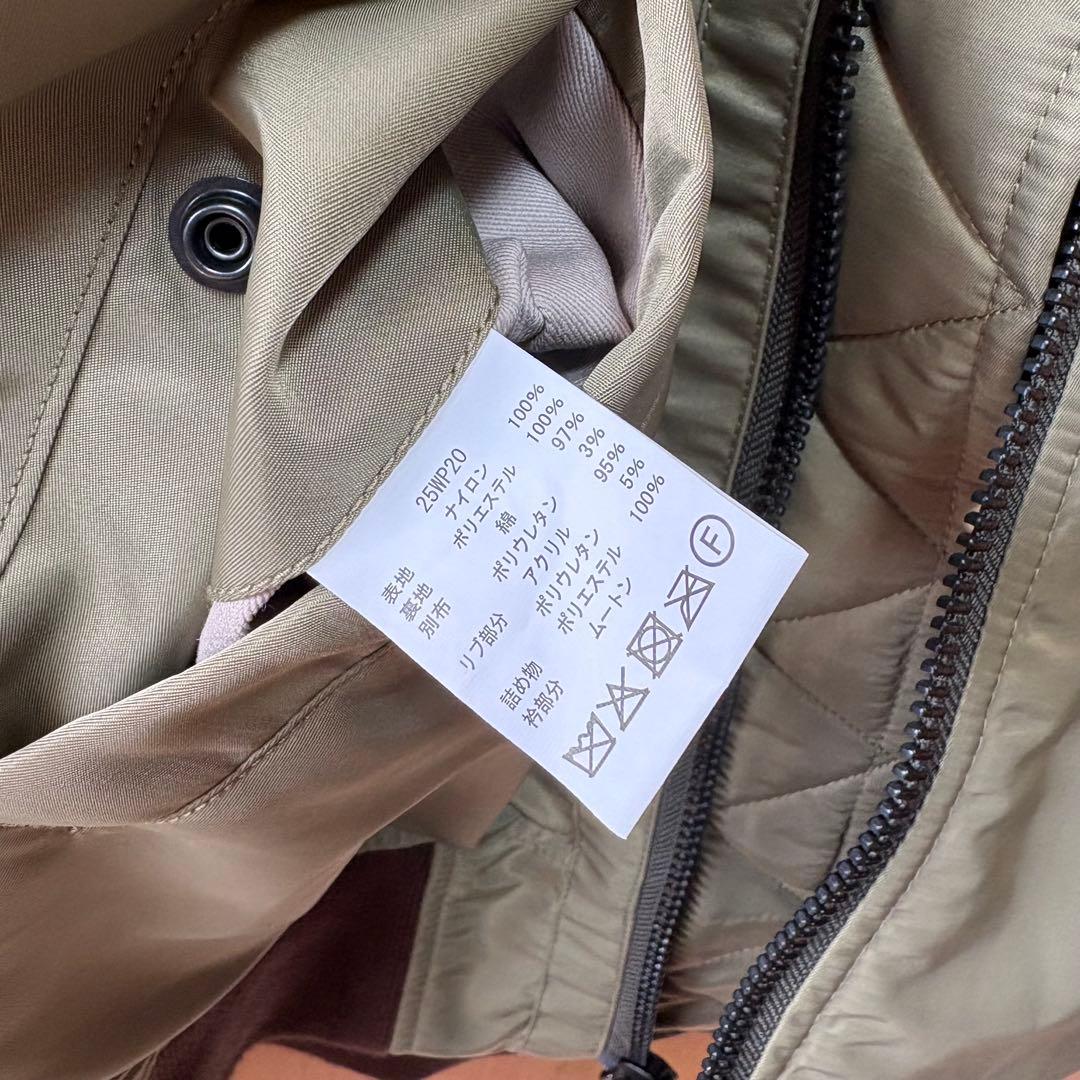 25WP20
表地 ナイロン 100%
裏地 ポリエステル 100%
別布 綿 97%
ポリウレタン 3%
リブ部分 アクリル 95%
ポリウレタン 5%
詰め物 ポリエステル 100%
衿部分 ムートン
F